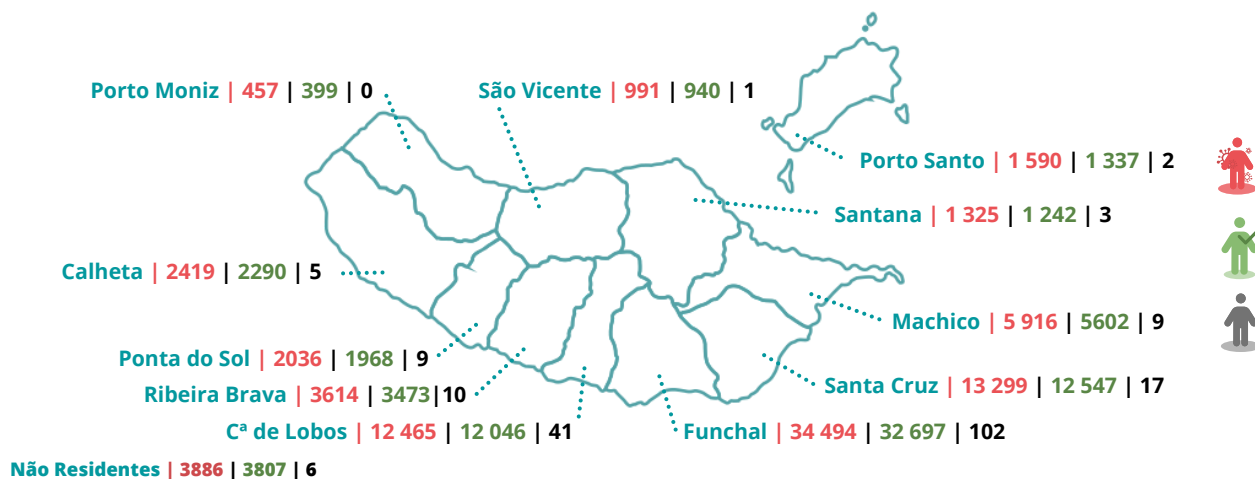 Porto Moniz | 457 | 399 | 0
São Vicente | 991 | 940 | 1
Porto Santo | 1 590 | 1 337 | 2
Santana | 1 325 | 1 242 | 3
Calheta | 2419 | 2290 | 5
Machico | 5 916 | 5602 | 9
Ponta do Sol | 2036 | 1968 | 9
Santa Cruz | 13 299 | 12 547 | 17
Ribeira Brava | 3614 | 3473|10
Cª de Lobos | 12 465 | 12 046 | 41
Funchal | 34 494 | 32 697 | 102
Não Residentes | 3886 | 3807 | 6